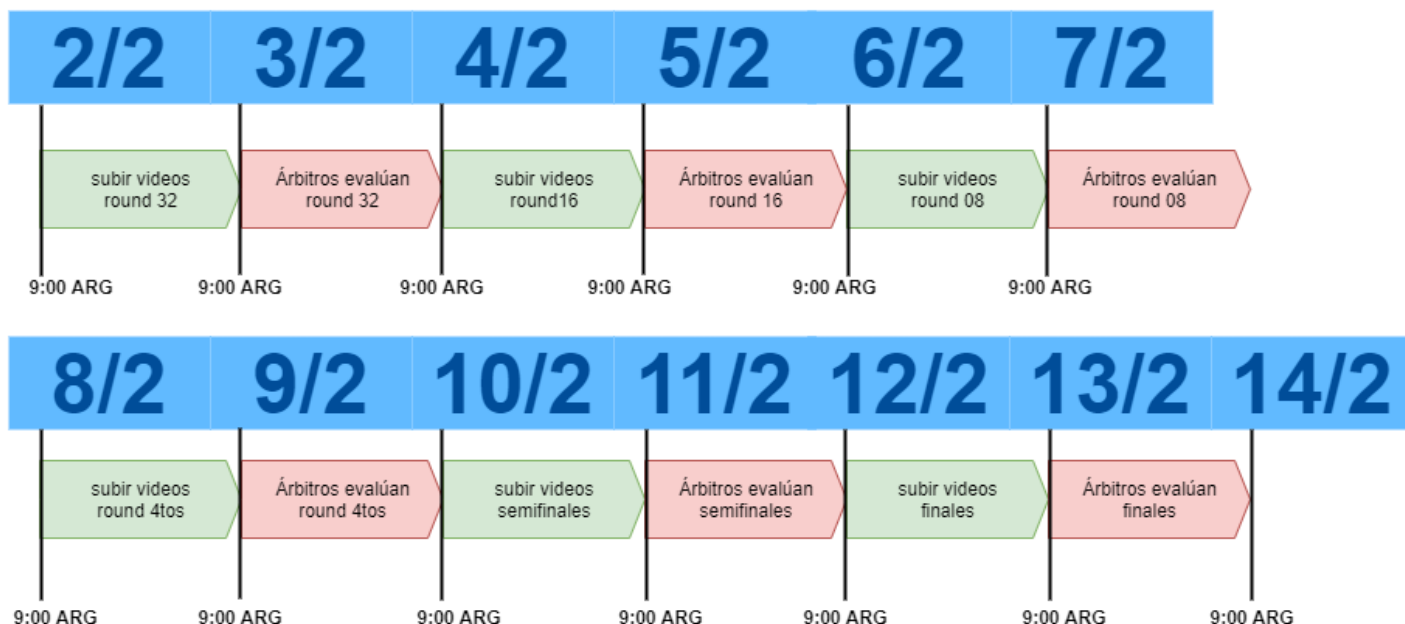 2/2 3/2 4/2 5/2 6/2 7/2
subir videos
round 32
Árbitros evalúan
round 32
subir videos
round16
Árbitros evalúan
round 16
subir videos
round 08
Árbitros evalúan
round 08
9:00 ARG 9:00 ARG 9:00 ARG 9:00 ARG 9:00 ARG 9:00 ARG
8/2 9/2 10/2 11/2 12/2 13/2 14/2
subir videos
round 4tos
Árbitros evalúan
round 4tos
subir videos
semifinales
Árbitros evalúan
semifinales
subir videos
finales
Árbitros evalúan
finales
9:00 ARG 9:00 ARG 9:00 ARG 9:00 ARG 9:00 ARG 9:00 ARG 9:00 ARG